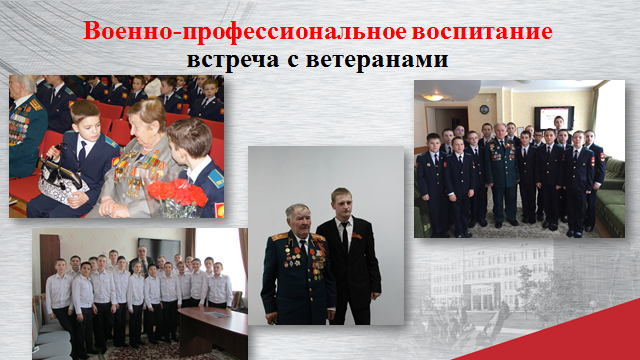 Военно-профессиональное воспитание
встреча с ветеранами